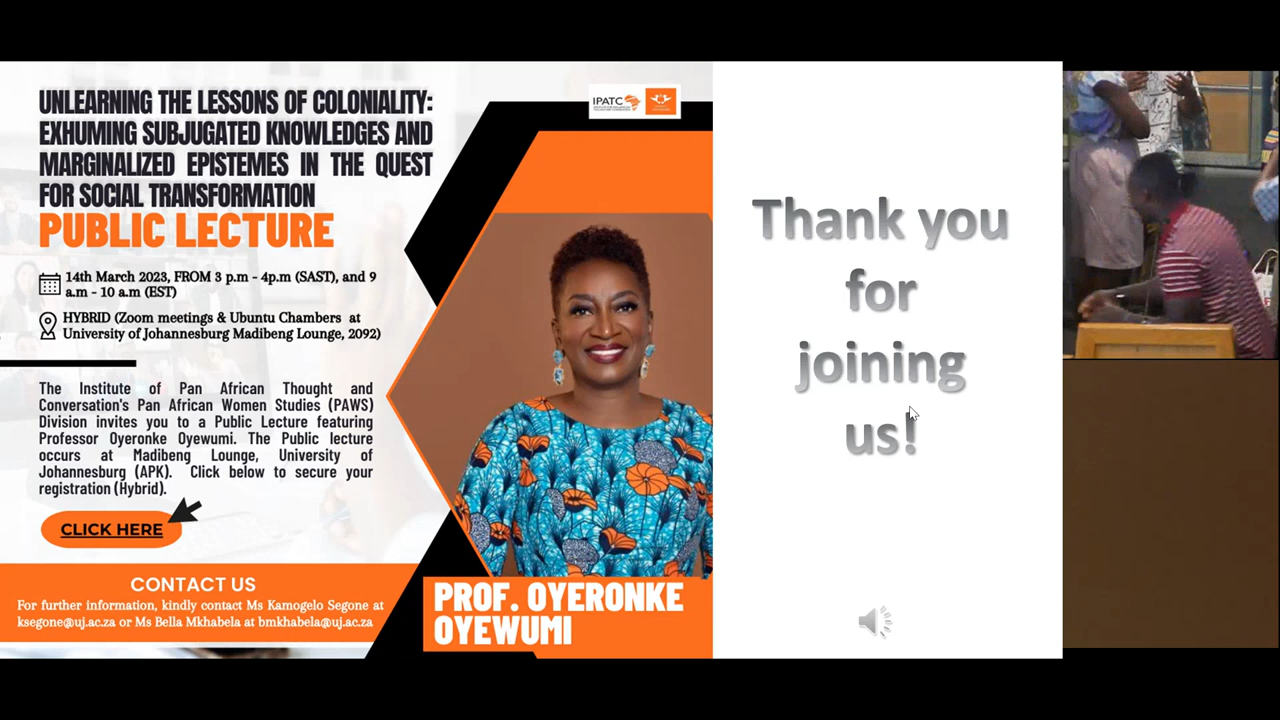 UNLEARNING THE LESSONS OF COLONIALITY:
EXHUMING SUBJUGATED KNOWLEDGES AND
MARGINALIZED EPISTEMES IN THE QUEST
FOR SOCIAL TRANSFORMATION
PUBLIC LECTURE
14th March 2023, FROM 3 p.m - 4p.m (SAST), and 9
a.m - 10 a.m (EST)
HYBRID (Zoom meetings & Ubuntu Chambers at
University of Johannesburg Madibeng Lounge, 2092)
The Institute of Pan African Thought and
Conversation's Pan African Women Studies (PAWS)
Division invites you to a Public Lecture featuring
Professor Oyeronke Oyewumi. The Public lecture
occurs at Madibeng Lounge, University of
Johannesburg (APK). Click below to secure your
registration (Hybrid).
CLICK HERE
CONTACT US
For further information, kindly contact Ms Kamogelo Segone at
ksegone@uj.ac.za or Ms Bella Mkhabela at bmkhabela@uj.ac.za
IPATC
PROF. OYERONKE
OYEWUMI
Thank you
for
joining
us!